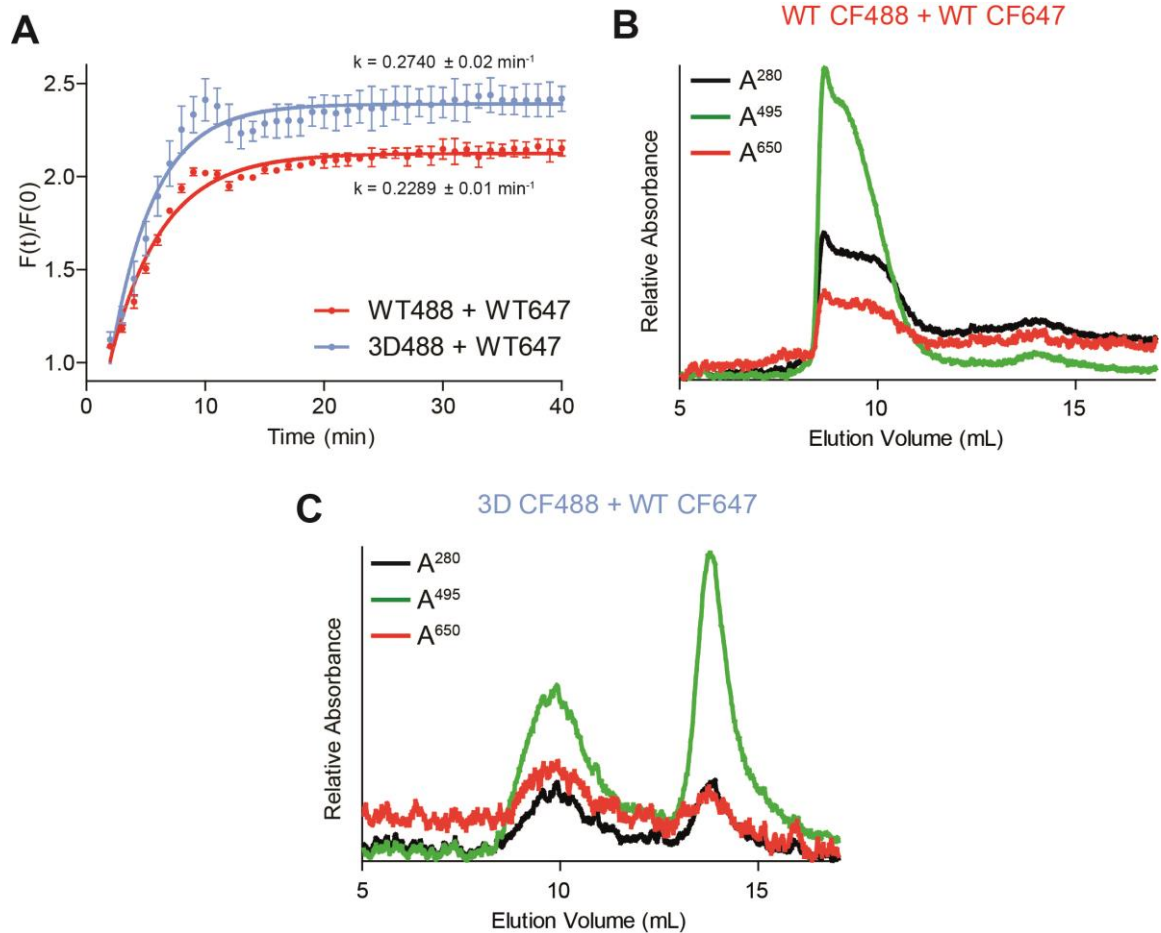 A
k = 0.2740 ± 0.02 min⁻¹
2.5
2.0
F(t)/F(0)
k = 0.2289 ± 0.01 min⁻¹
1.5
WT488 + WT647
3D488 + WT647
1.0
0 10 20 30 40
Time (min)
WT CF488 + WT CF647
B
A²⁸⁰
A⁴⁹⁵
A⁶⁵⁰
Relative Absorbance
5 10 15
Elution Volume (mL)
C
3D CF488 + WT CF647
A²⁸⁰
A⁴⁹⁵
A⁶⁵⁰
Relative Absorbance
5 10 15
Elution Volume (mL)